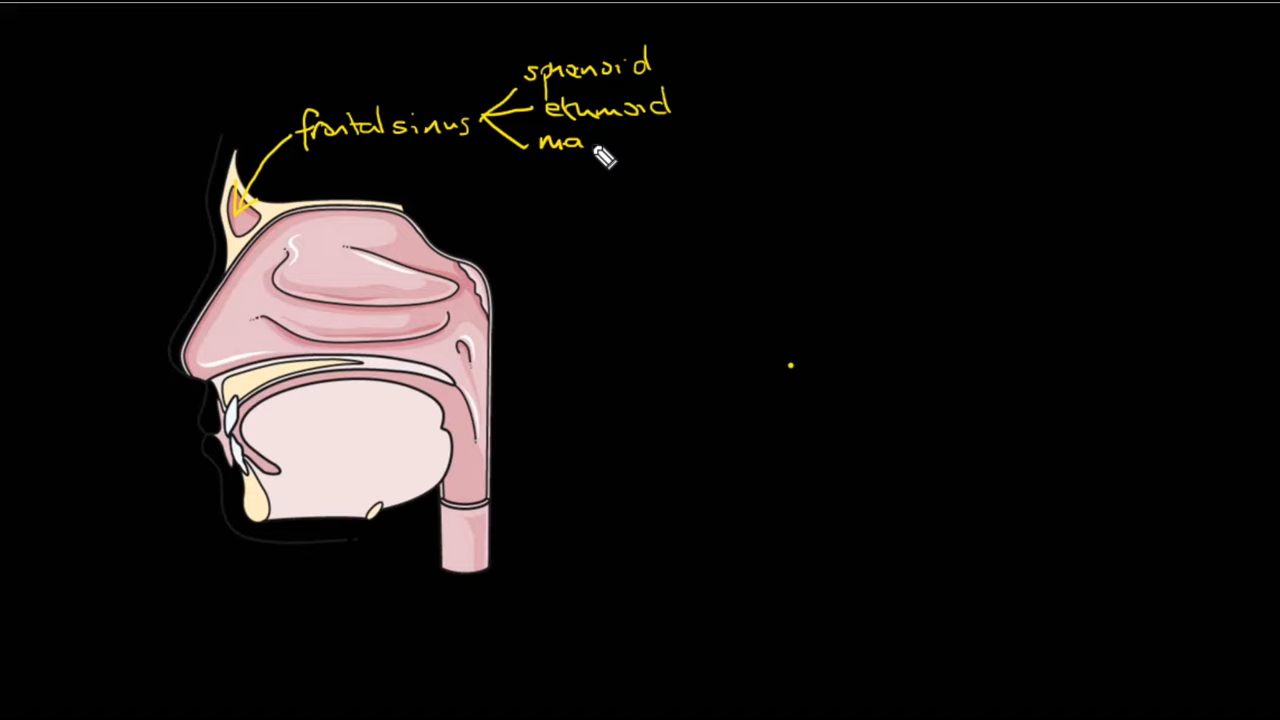 sphenoid
frontal sinus
ethmoid
ma